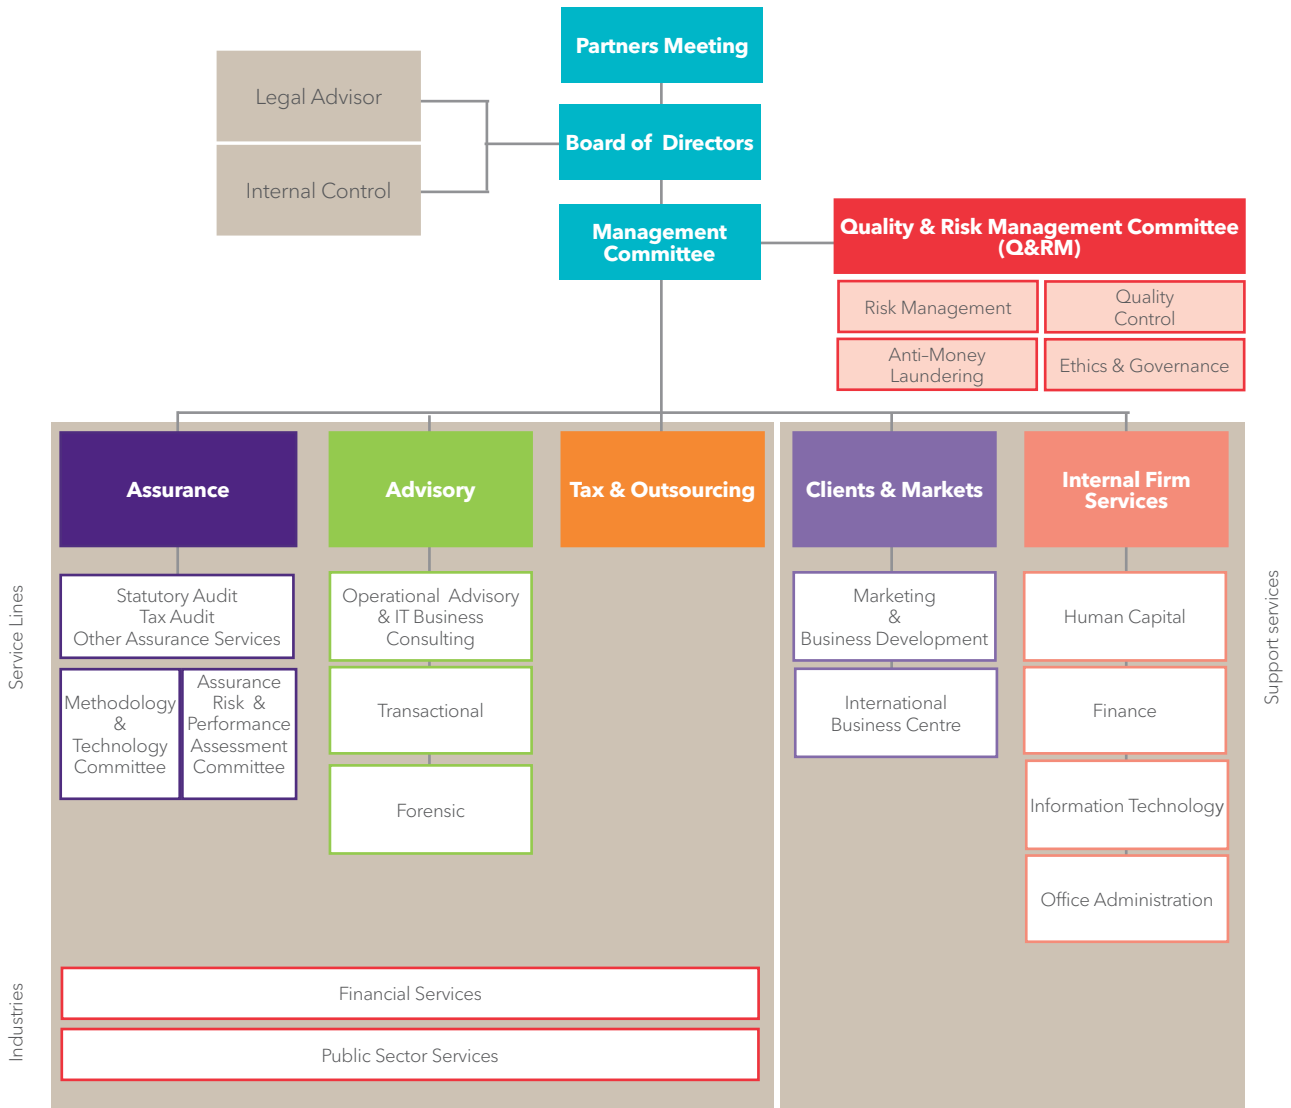 Partners Meeting
Legal Advisor
Board of Directors
Internal Control
Management
Committee
Quality & Risk Management Committee
(Q&RM)
Risk Management
Quality
Control
Anti-Money
Laundering
Ethics & Governance
Assurance
Advisory
Tax & Outsourcing
Clients & Markets
Internal Firm
Services
Service Lines
Statutory Audit
Tax Audit
Other Assurance Services
Methodology
&
Technology
Committee
Assurance
Risk &
Performance
Assessment
Committee
Operational Advisory
& IT Business
Consulting
Transactional
Forensic
Marketing
&
Business Development
International
Business Centre
Human Capital
Finance
Information Technology
Office Administration
Support services
Industries
Financial Services
Public Sector Services